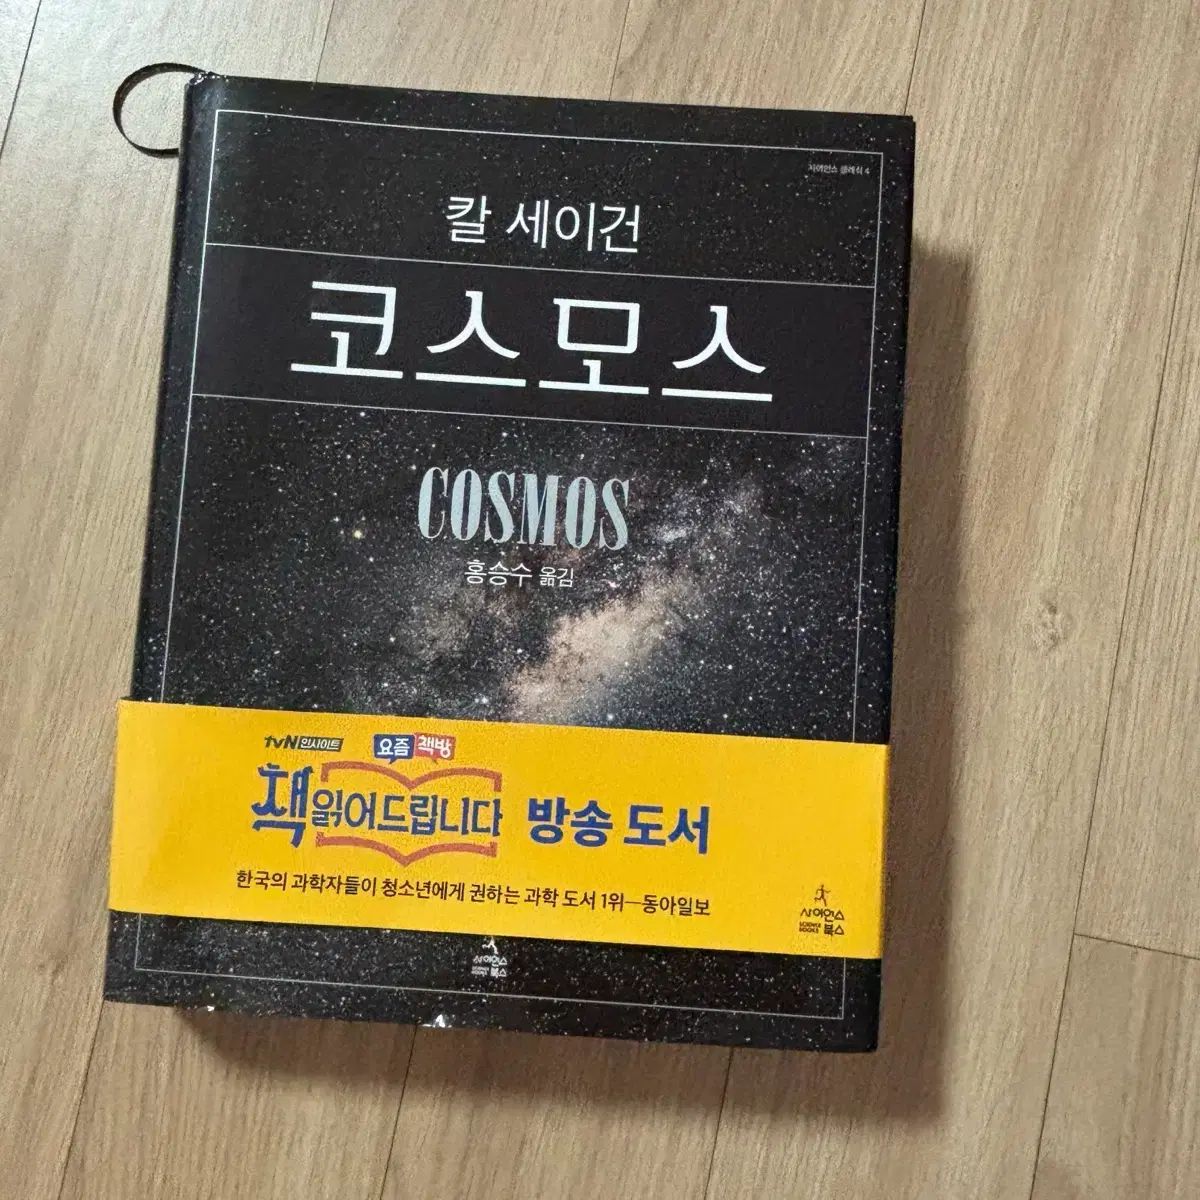 사이언스 클래식 4
칼 세이건
코스모스
COSMOS
홍승수 옮김
tvN 인사이트
요즘 책방
책 읽어드립니다 방송 도서
한국의 과학자들이 청소년에게 권하는 과학 도서 1위—동아일보
사이언스
SCIENCE BOOKS 북스
사이언스
SCIENCE BOOKS 북스